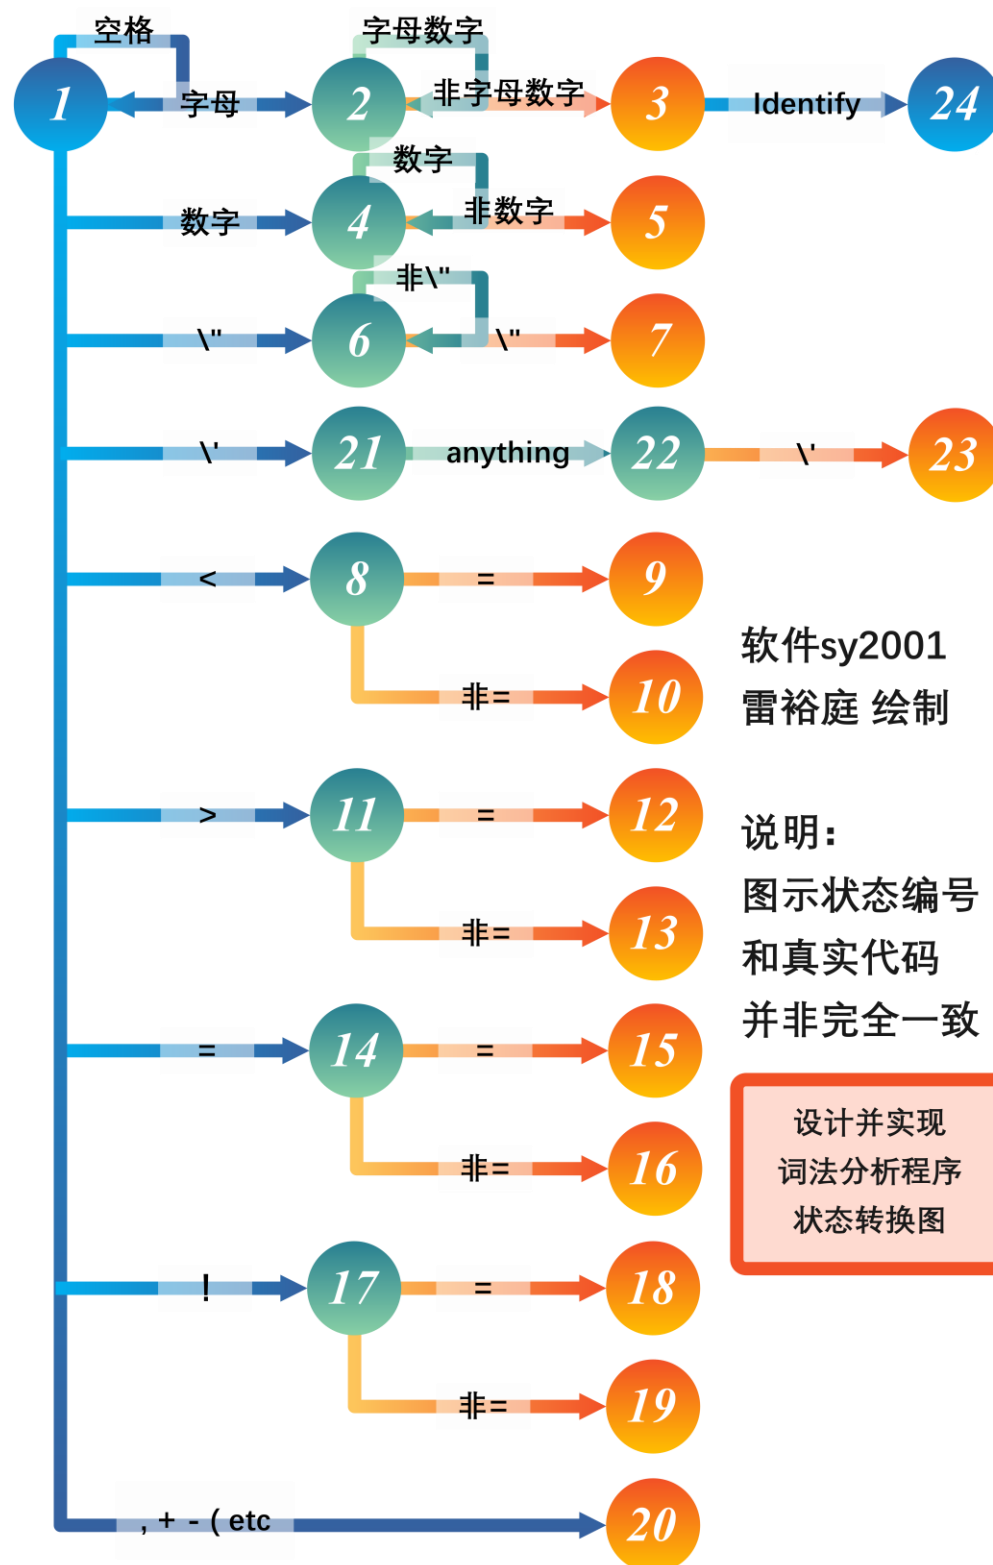 空格
字母数字
1
字母
2
非字母数字
3
Identify
24
数字
数字
4
非数字
5
非\"
\"
6
\"
7
\'
21
anything
22
\'
23
<
8
=
9
非=
10
软件sy2001
雷裕庭 绘制
>
11
=
12
非=
13
说明:
图示状态编号
和真实代码
并非完全一致
=
14
=
15
非=
16
设计并实现
词法分析程序
状态转换图
!
17
=
18
非=
19
, + - ( etc
20